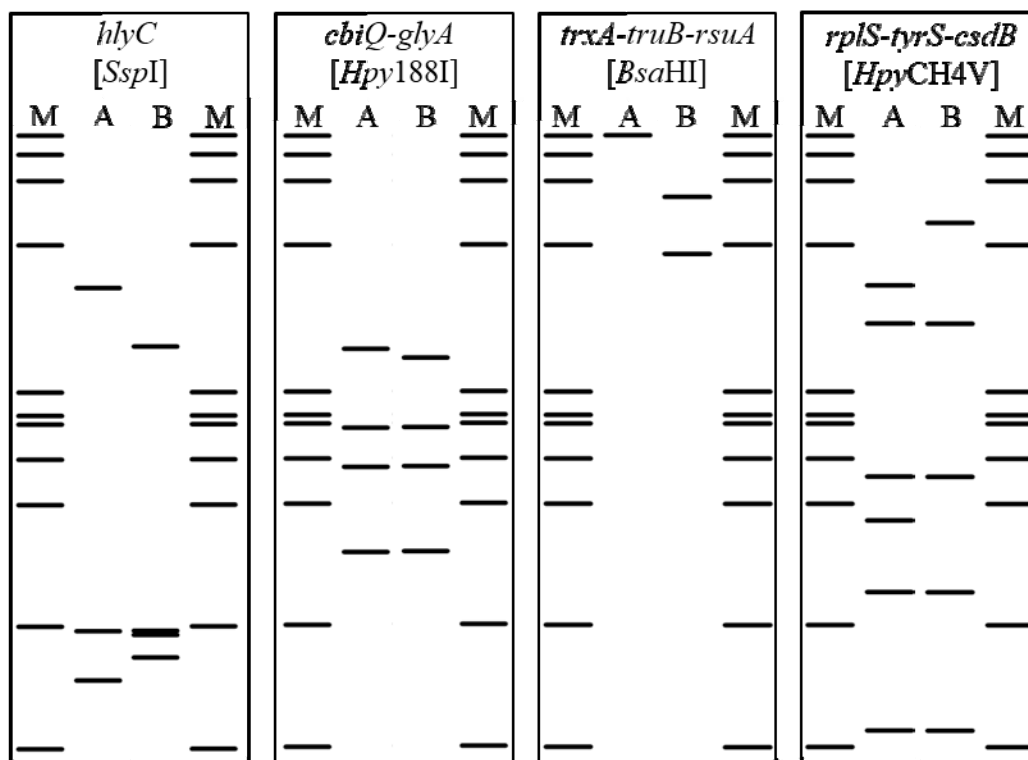 hlyC
[SspI]
M A B M
cbiQ-glyA
[Hpy188I]
M A B M
trxA-truB-rsuA
[BsaHI]
M A B M
rplS-tyrS-csdB
[HpyCH4V]
M A B M